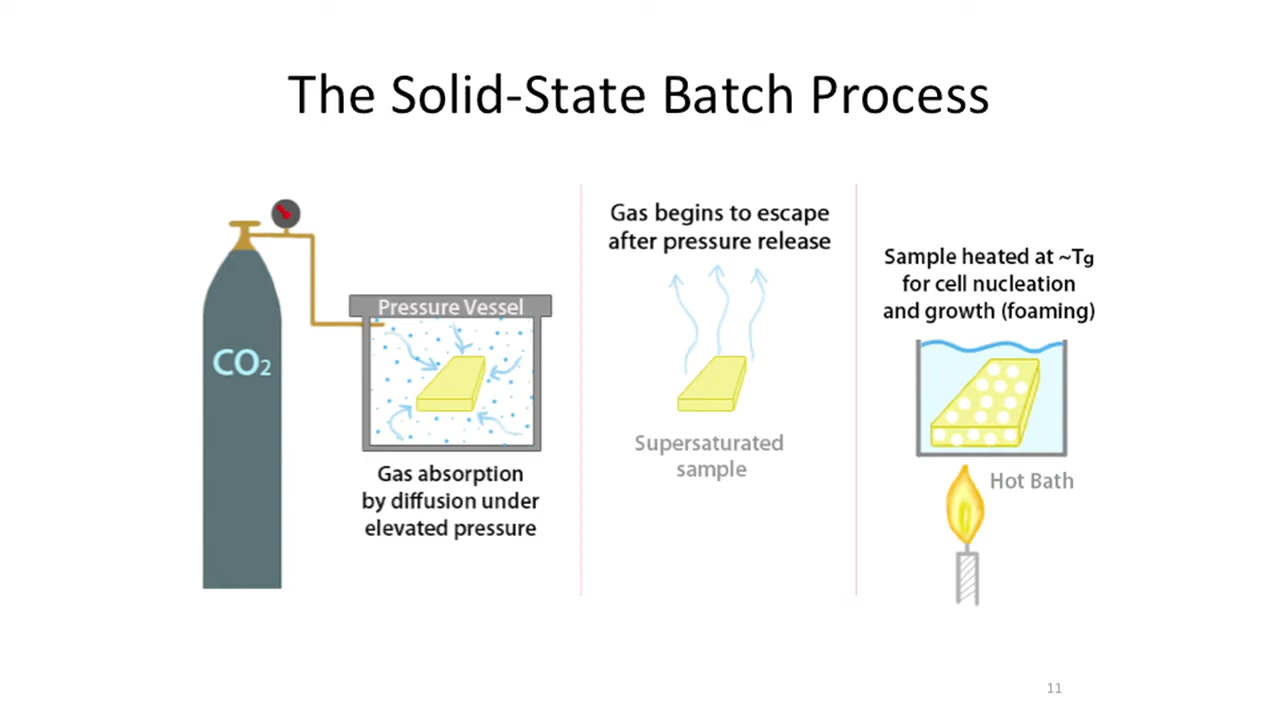 The Solid-State Batch Process
CO2
Pressure Vessel
Gas absorption
by diffusion under
elevated pressure
Gas begins to escape
after pressure release
Supersaturated
sample
Sample heated at ~Tg
for cell nucleation
and growth (foaming)
Hot Bath
11